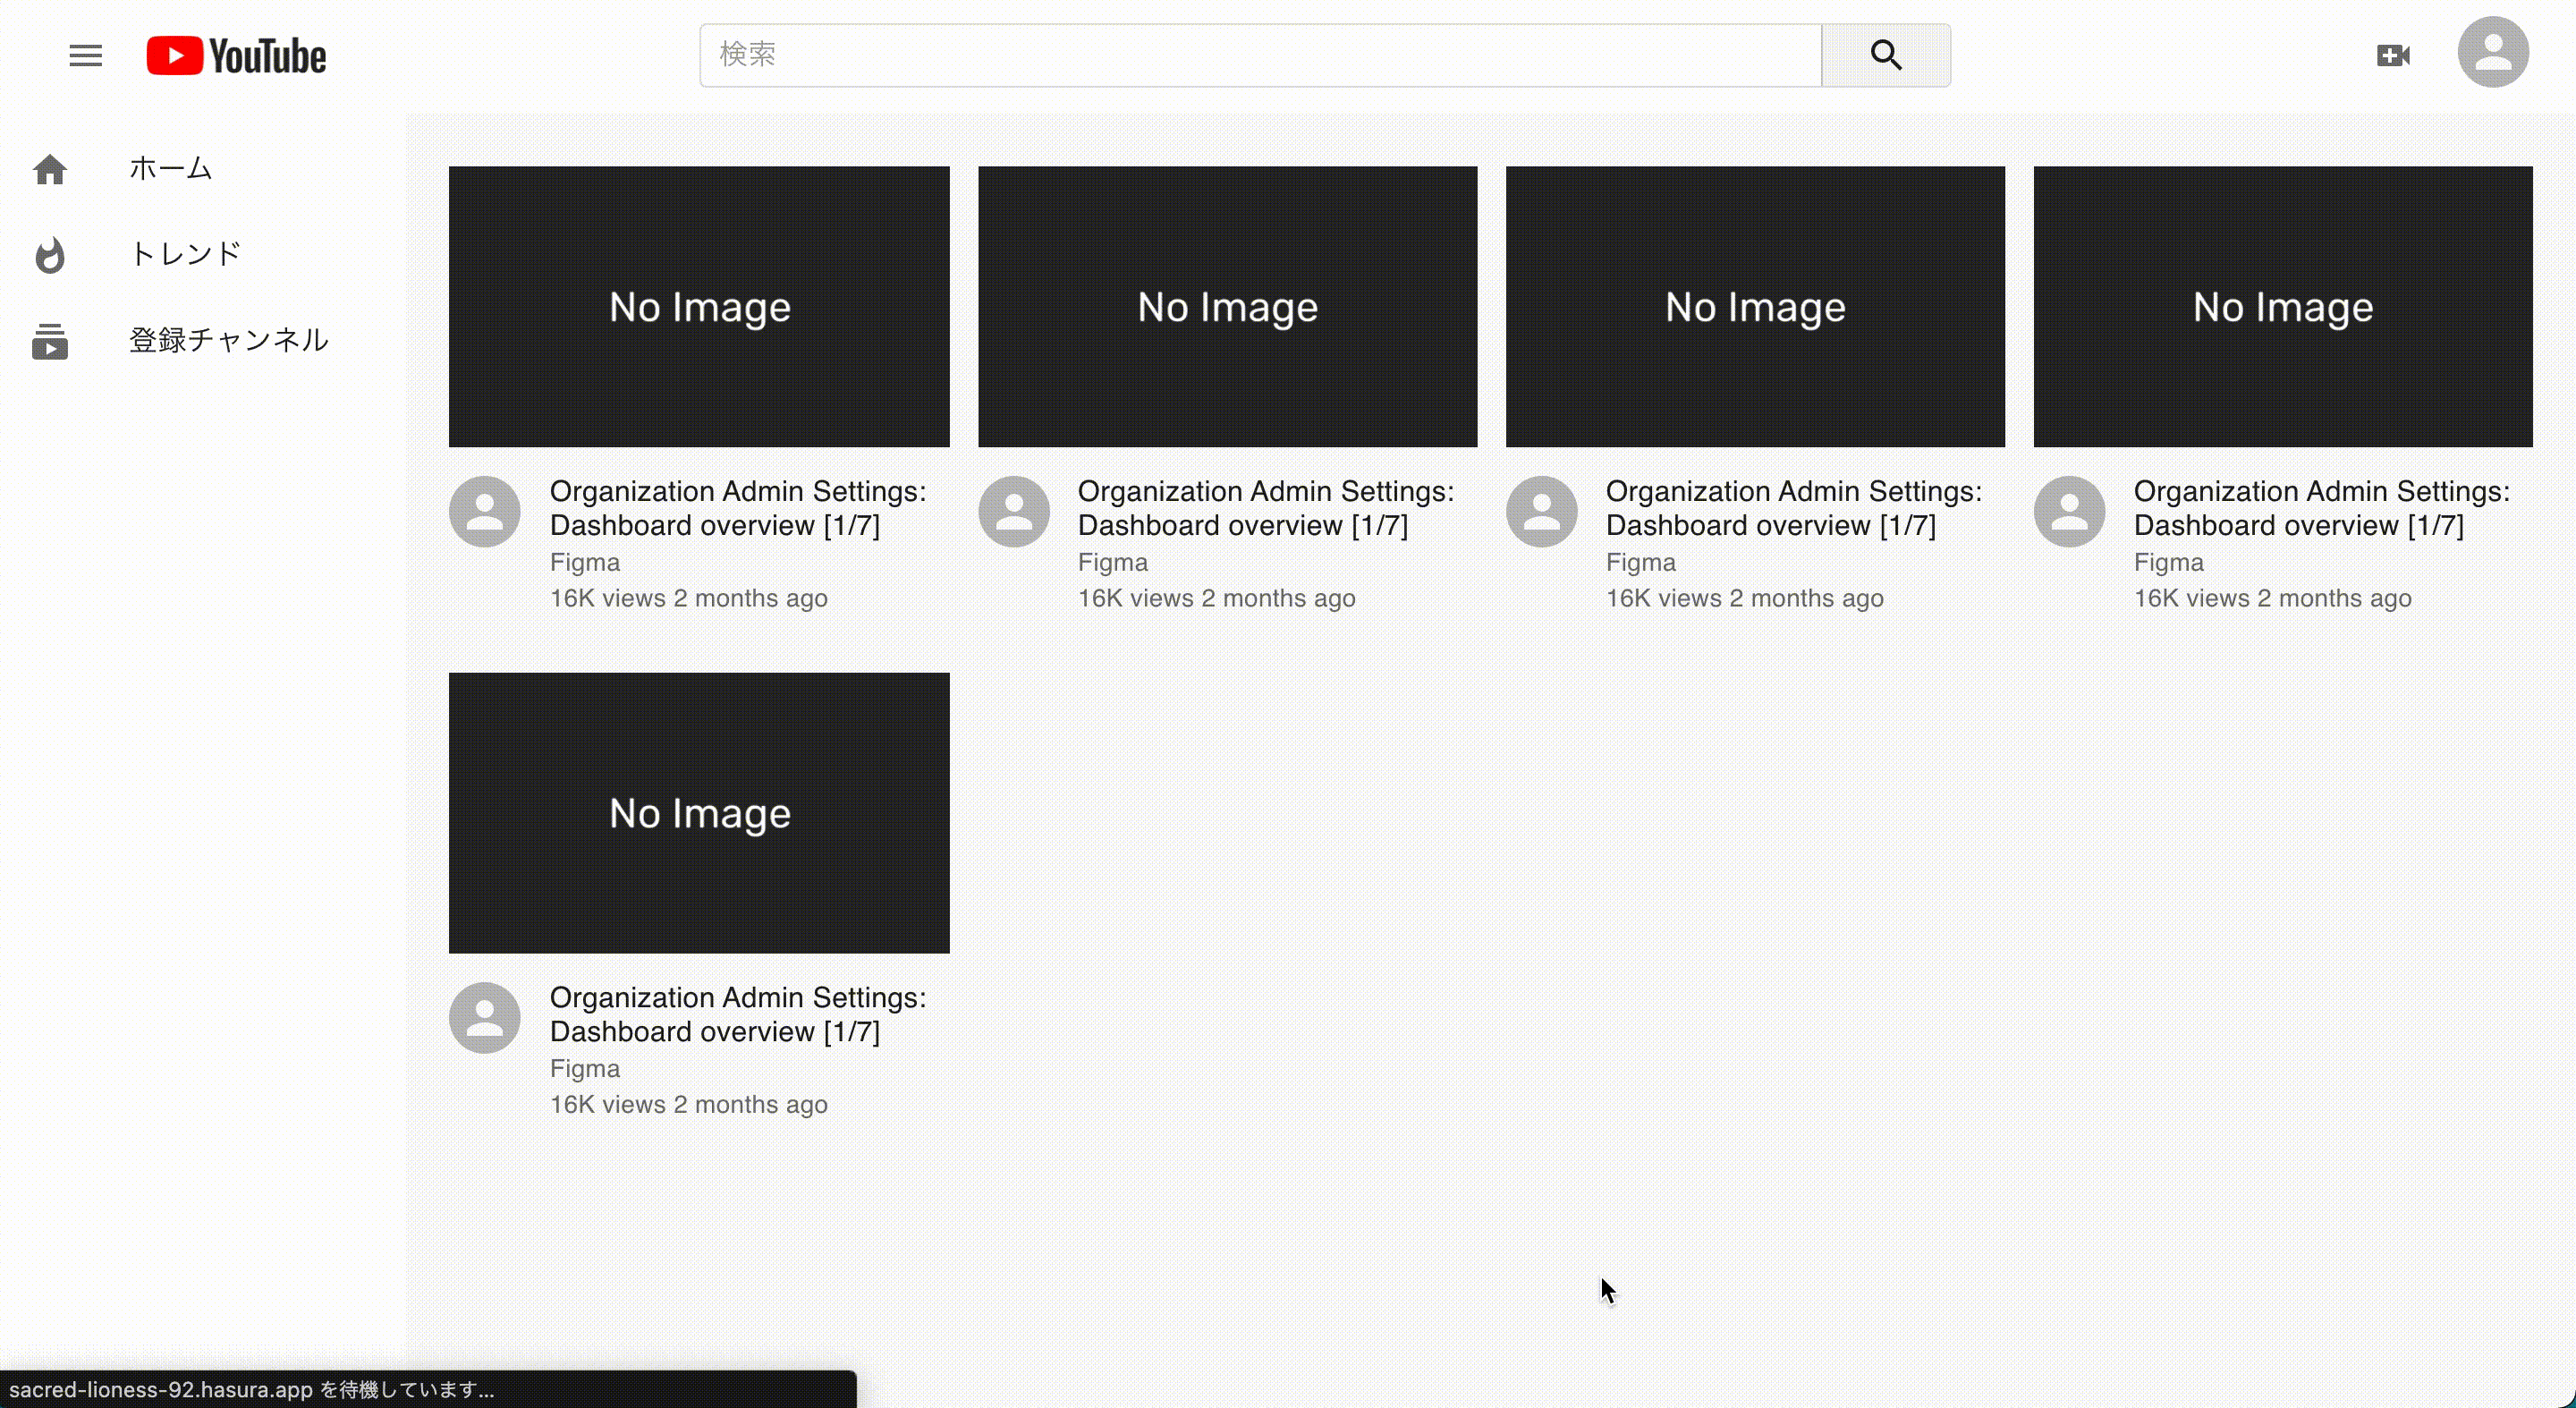 YouTube
検索
ホーム
トレンド
登録チャンネル
No Image
No Image
No Image
No Image
Organization Admin Settings:
Dashboard overview [1/7]
Figma
16K views 2 months ago
Organization Admin Settings:
Dashboard overview [1/7]
Figma
16K views 2 months ago
Organization Admin Settings:
Dashboard overview [1/7]
Figma
16K views 2 months ago
Organization Admin Settings:
Dashboard overview [1/7]
Figma
16K views 2 months ago
No Image
Organization Admin Settings:
Dashboard overview [1/7]
Figma
16K views 2 months ago
sacred-lioness-92.hasura.app を待機しています...